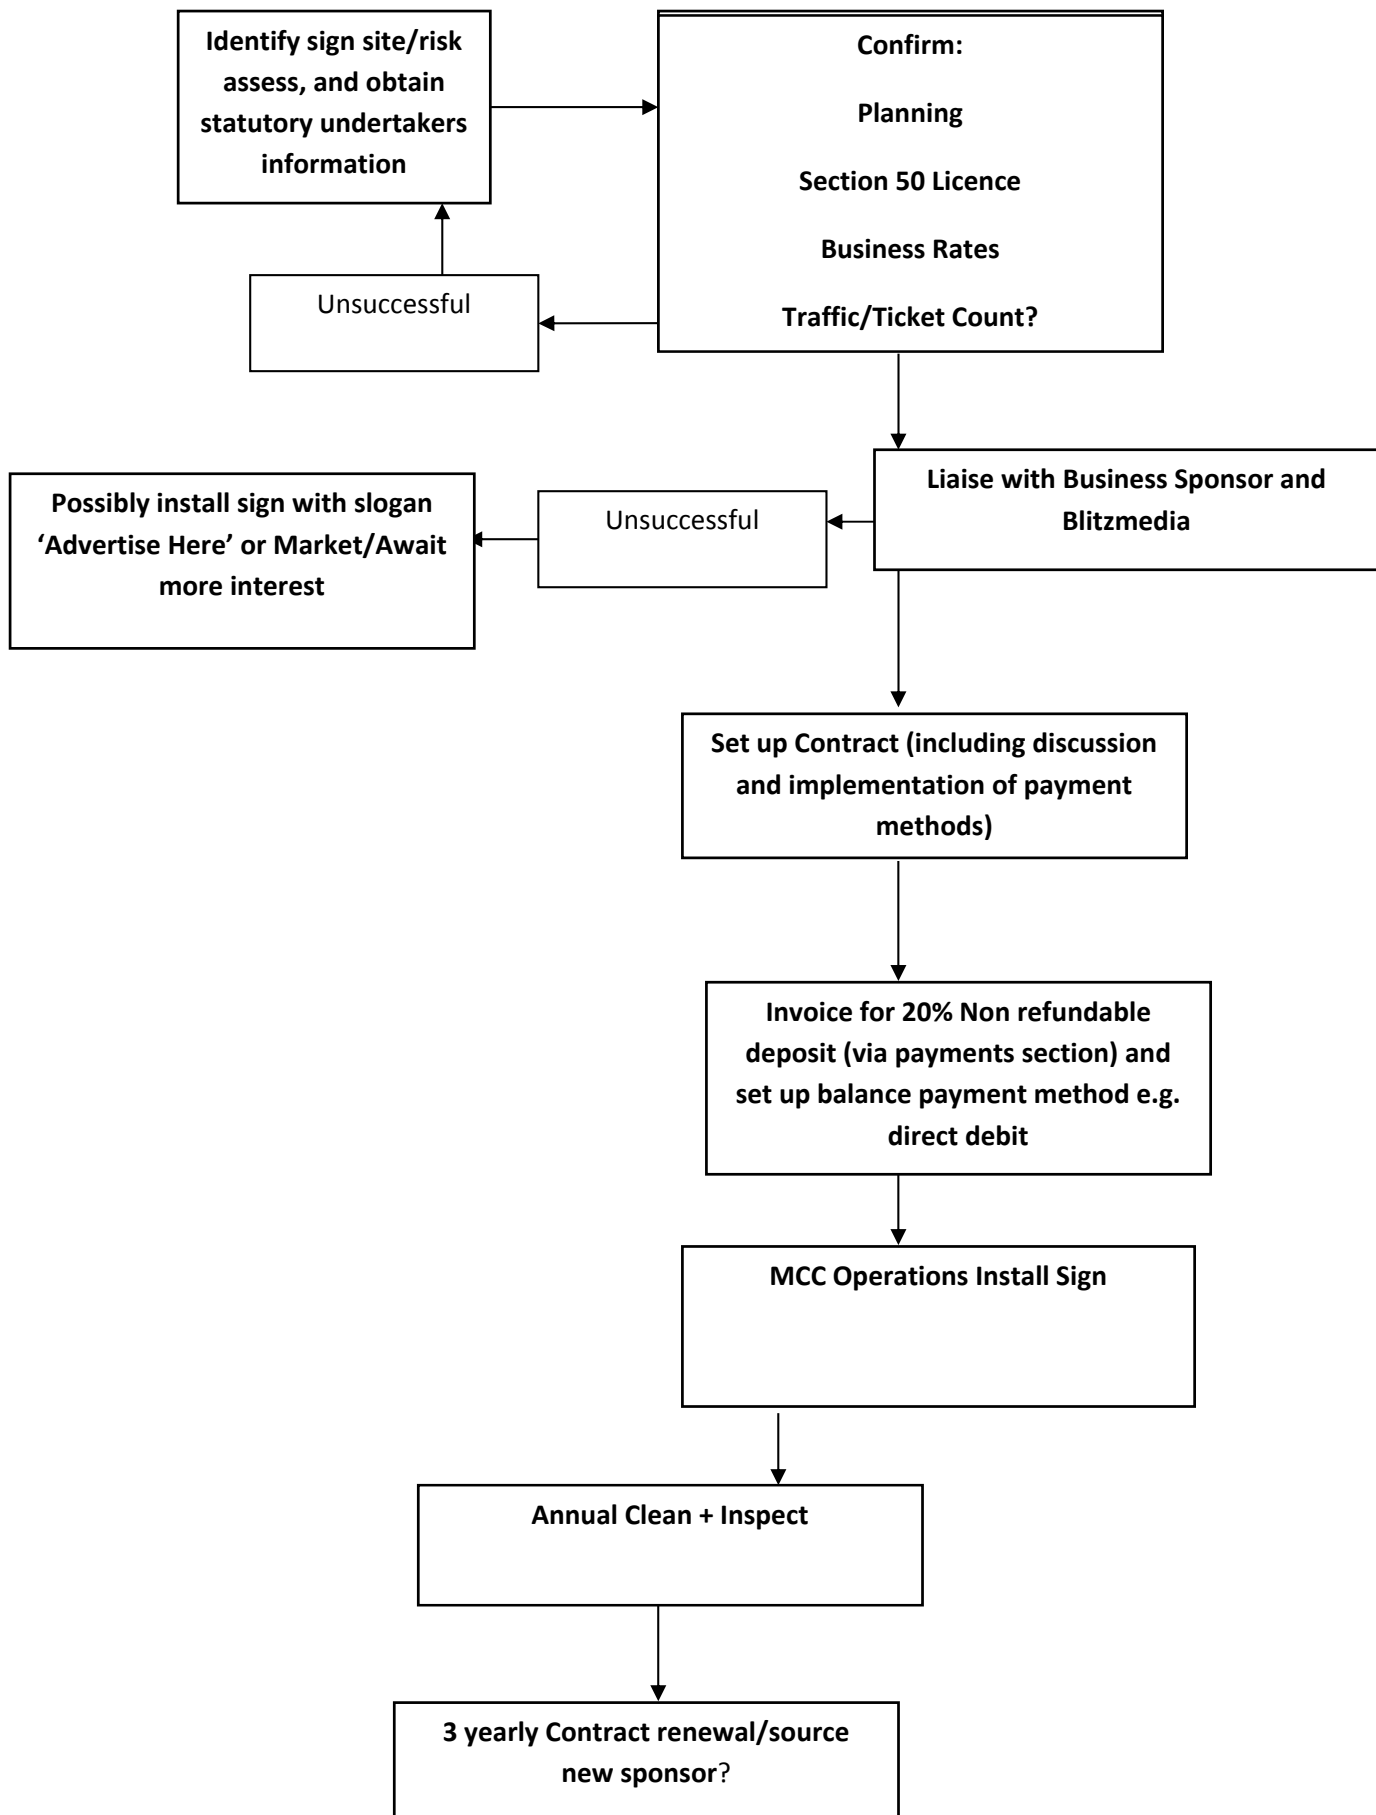 Identify sign site/risk
assess, and obtain
statutory undertakers
information
Confirm:
Planning
Section 50 Licence
Business Rates
Traffic/Ticket Count?
Unsuccessful
Liaise with Business Sponsor and
Blitzmedia
Unsuccessful
Possibly install sign with slogan
‘Advertise Here’ or Market/Await
more interest
Set up Contract (including discussion
and implementation of payment
methods)
Invoice for 20% Non refundable
deposit (via payments section) and
set up balance payment method e.g.
direct debit
MCC Operations Install Sign
Annual Clean + Inspect
3 yearly Contract renewal/source
new sponsor?